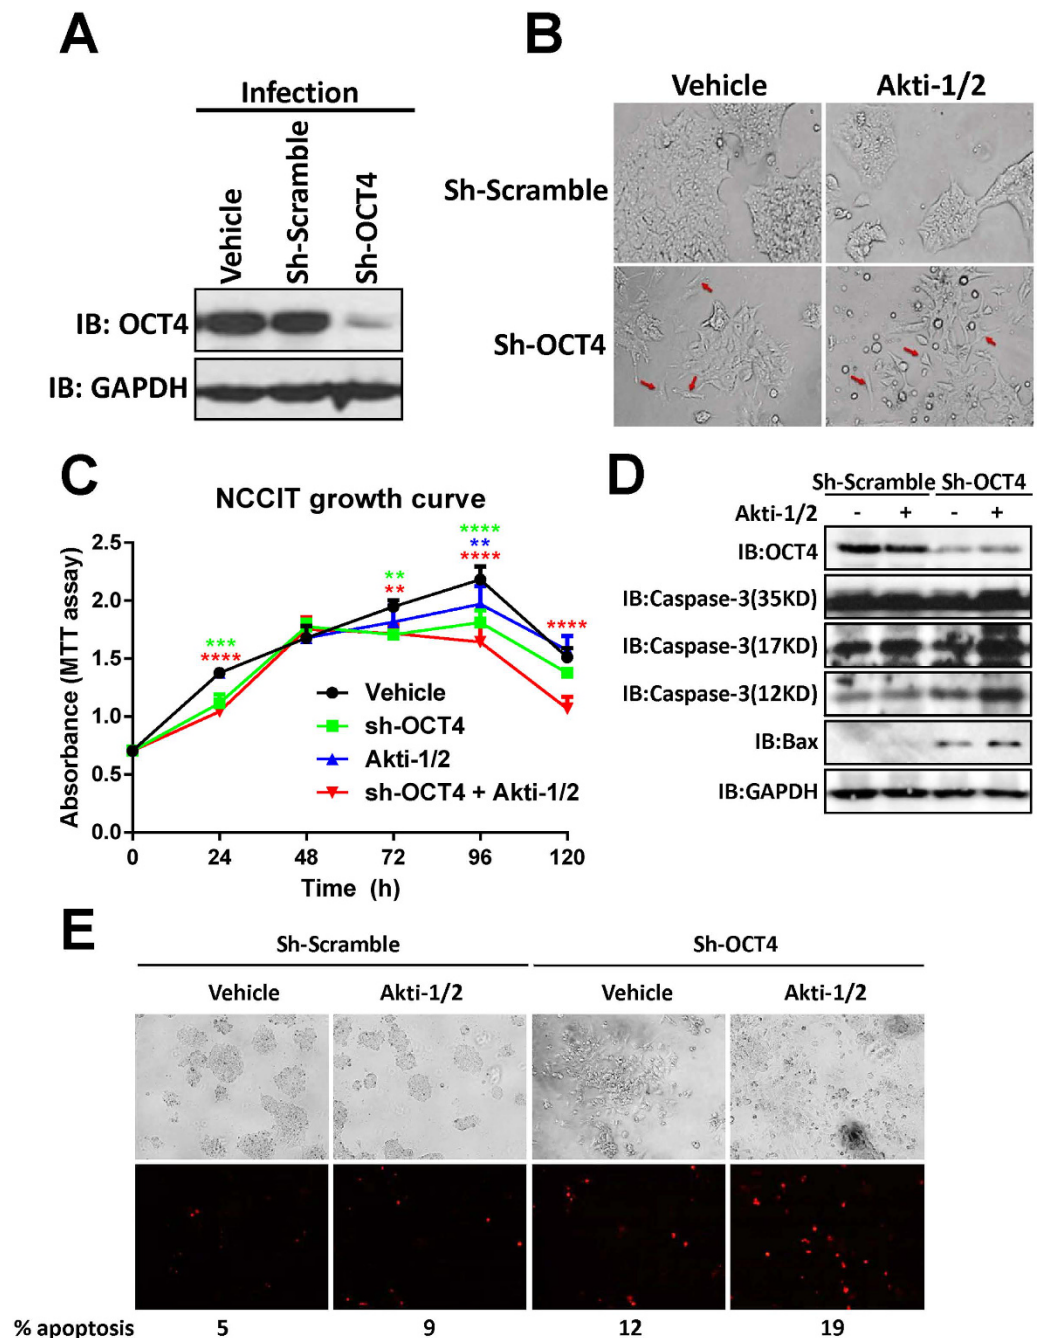 A
Infection
Vehicle
Sh-Scramble
Sh-OCT4
IB: OCT4
IB: GAPDH
B
Vehicle Akti-1/2
Sh-Scramble
Sh-OCT4
C
NCCIT growth curve
Absorbance (MTT assay)
2.5
2.0
1.5
1.0
0.5
0.0
*** 
****
**
**
****
**
****
****
Vehicle
sh-OCT4
Akti-1/2
sh-OCT4 + Akti-1/2
0 24 48 72 96 120
Time (h)
D
Sh-Scramble Sh-OCT4
Akti-1/2 - + - +
IB:OCT4
IB:Caspase-3(35KD)
IB:Caspase-3(17KD)
IB:Caspase-3(12KD)
IB:Bax
IB:GAPDH
E
Sh-Scramble Sh-OCT4
Vehicle Akti-1/2 Vehicle Akti-1/2
% apoptosis 5 9 12 19